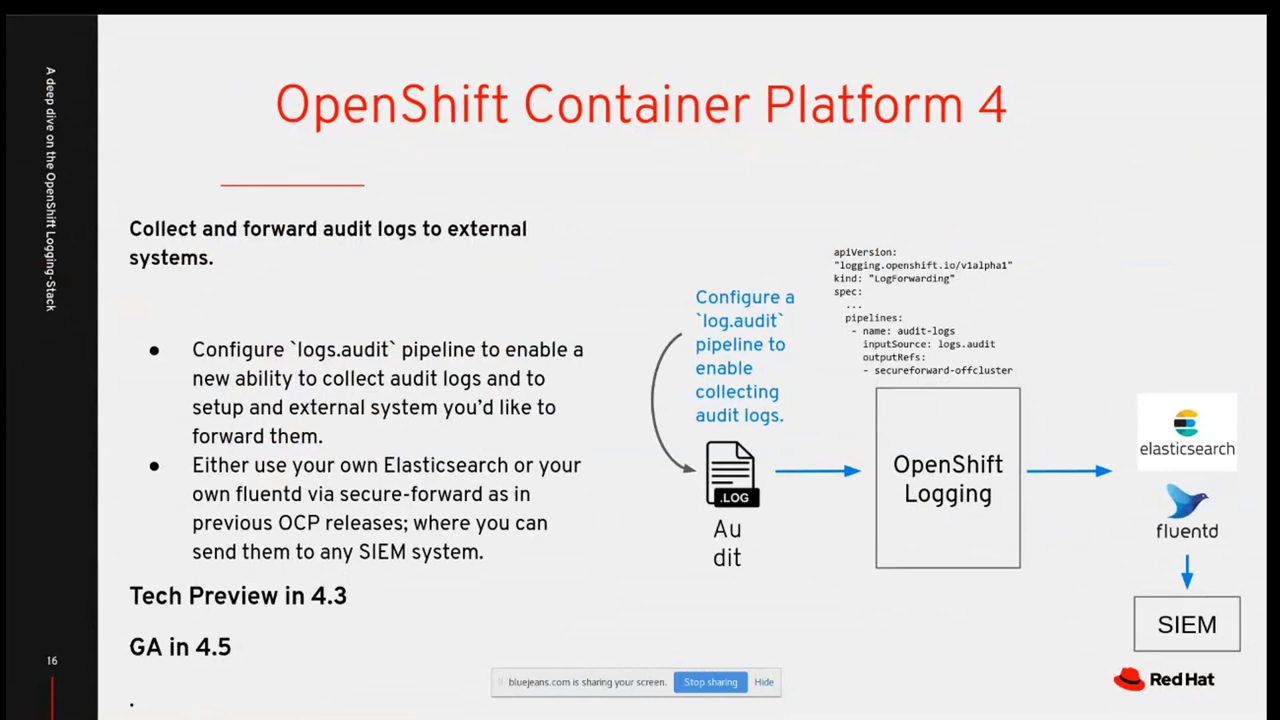 A deep dive on the OpenShift Logging-Stack
16
OpenShift Container Platform 4
Collect and forward audit logs to external
systems.
● Configure `logs.audit` pipeline to enable a
new ability to collect audit logs and to
setup and external system you’d like to
forward them.
● Either use your own Elasticsearch or your
own fluentd via secure-forward as in
previous OCP releases; where you can
send them to any SIEM system.
Tech Preview in 4.3
GA in 4.5
.
Configure a
`log.audit`
pipeline to
enable
collecting
audit logs.
.LOG
Au
dit
apiVersion:
"logging.openshift.io/v1alpha1"
kind: "LogForwarding"
spec:
...
pipelines:
- name: audit-logs
inputSource: logs.audit
outputRefs:
- secureforward-offcluster
OpenShift
Logging
elasticsearch
fluentd
SIEM
Red Hat
bluejeans.com is sharing your screen. Stop sharing Hide